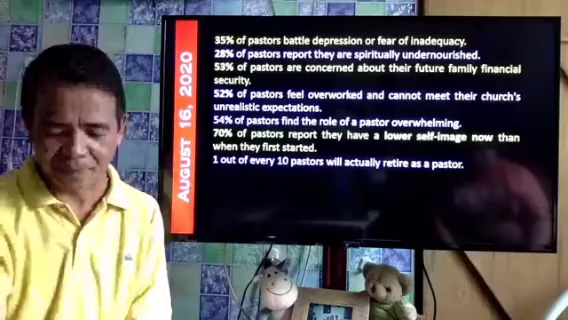 AUGUST 16, 2020
35% of pastors battle depression or fear of inadequacy.
28% of pastors report they are spiritually undernourished.
53% of pastors are concerned about their future family financial
security.
52% of pastors feel overworked and cannot meet their church's
unrealistic expectations.
54% of pastors find the role of a pastor overwhelming.
70% of pastors report they have a lower self-image now than
when they first started.
1 out of every 10 pastors will actually retire as a pastor.